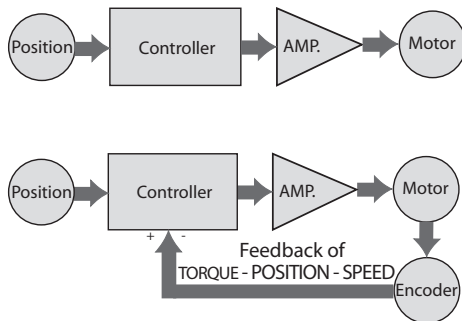 Position
Controller
AMP.
Motor
Position
Controller
AMP.
Motor
+ -
Feedback of
TORQUE - POSITION - SPEED
Encoder